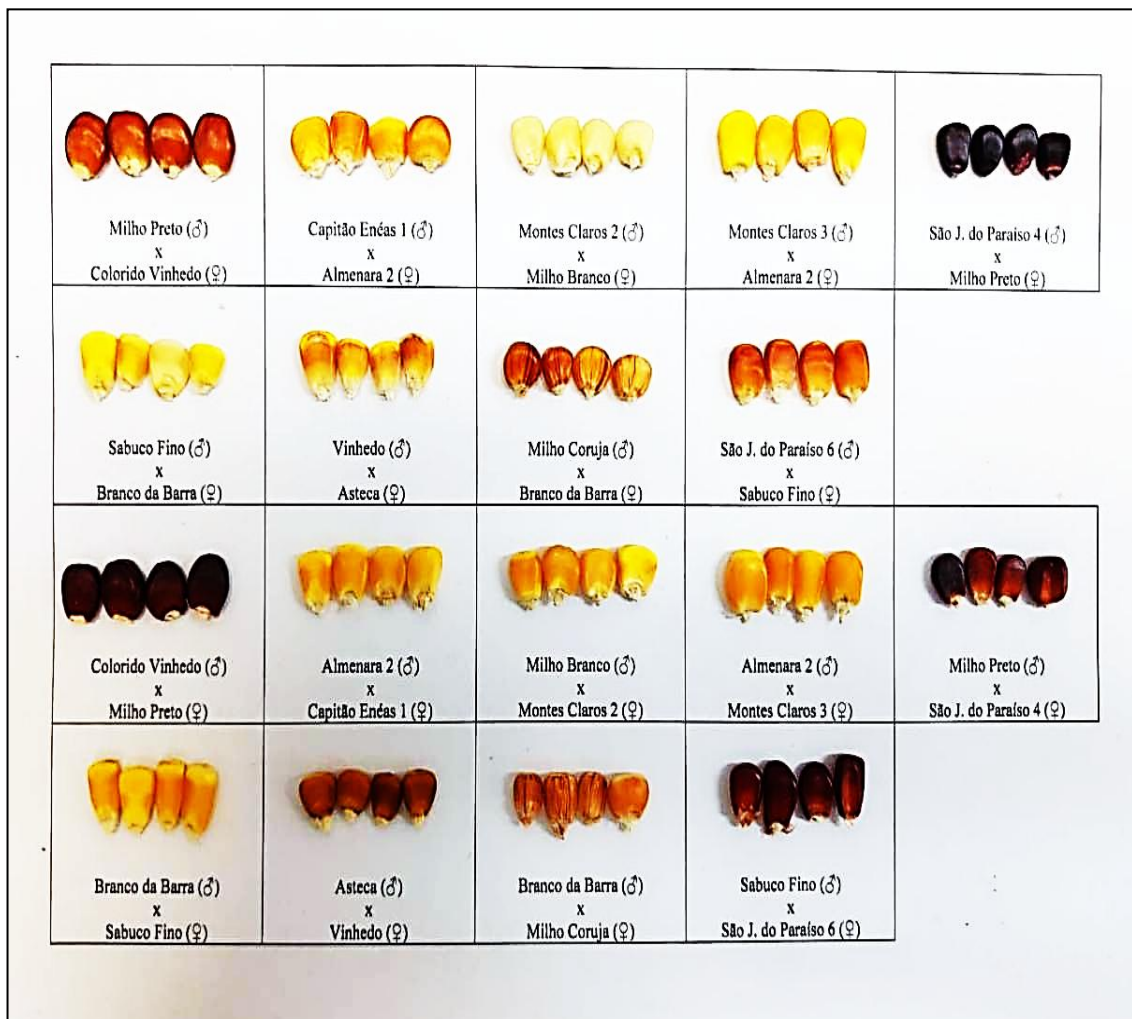 Milho Preto (♂)
x
Colorido Vinhedo (♀)
Capitão Enéas 1 (♂)
x
Almenara 2 (♀)
Montes Claros 2 (♂)
x
Milho Branco (♀)
Montes Claros 3 (♂)
x
Almenara 2 (♀)
São J. do Paraíso 4 (♂)
x
Milho Preto (♀)
Sabuco Fino (♂)
x
Branco da Barra (♀)
Vinhedo (♂)
x
Asteca (♀)
Milho Coruja (♂)
x
Branco da Barra (♀)
São J. do Paraíso 6 (♂)
x
Sabuco Fino (♀)
Colorido Vinhedo (♂)
x
Milho Preto (♀)
Almenara 2 (♂)
x
Capitão Enéas 1 (♀)
Milho Branco (♂)
x
Montes Claros 2 (♀)
Almenara 2 (♂)
x
Montes Claros 3 (♀)
Milho Preto (♂)
x
São J. do Paraíso 4 (♀)
Branco da Barra (♂)
x
Sabuco Fino (♀)
Asteca (♂)
x
Vinhedo (♀)
Branco da Barra (♂)
x
Milho Coruja (♀)
Sabuco Fino (♂)
x
São J. do Paraíso 6 (♀)